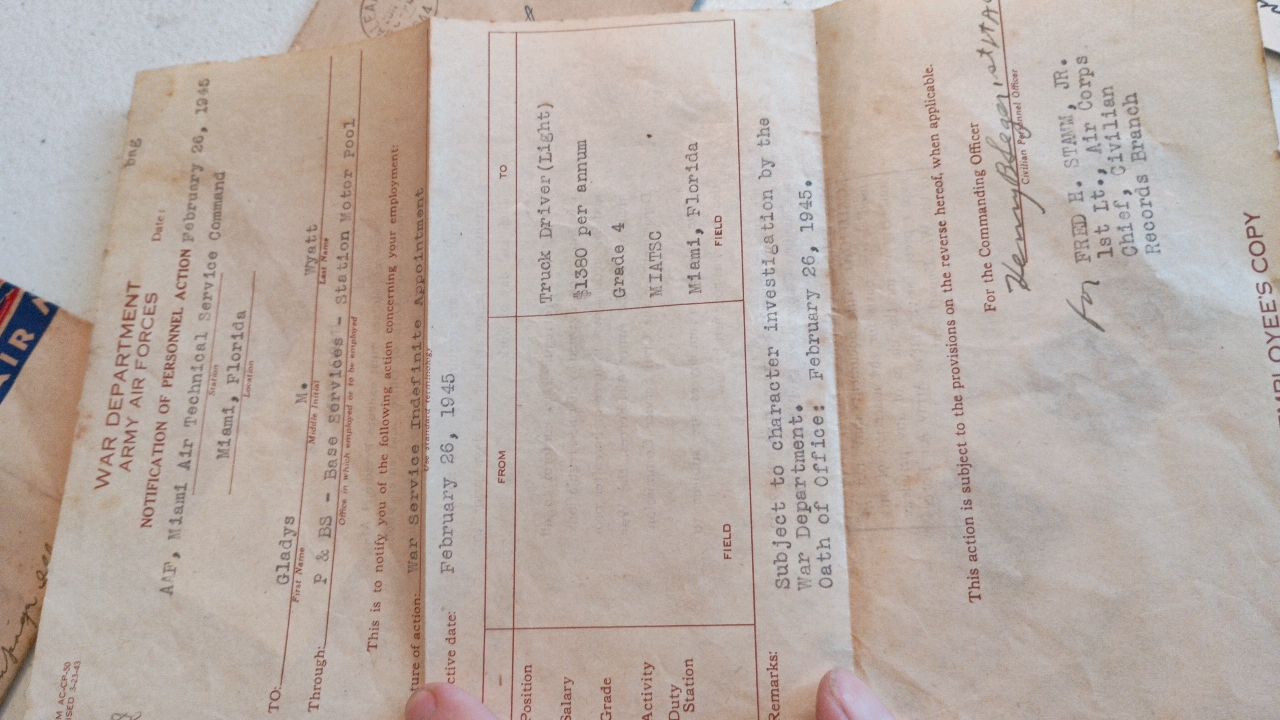 bag
WAR DEPARTMENT
ARMY AIR FORCES
NOTIFICATION OF PERSONNEL ACTION
Date: February 26, 1945
AAF, Miami Air Technical Service Command
Station
Miami, Florida
Location
TO: Gladys M. Wyatt
First Name Middle Initial Last Name
Through: P & BS - Base Services - Station Motor Pool
Office in which employed or to be employed
This is to notify you of the following action concerning your employment:
ture of action: War Service Indefinite Appointment
Use standard terminology
ctive date: February 26, 1945
FROM TO
Position Truck Driver(Light)
Salary $1380 per annum
Grade Grade 4
Activity MIATSC
Duty Station Miami, Florida
FIELD FIELD
Remarks: Subject to character investigation by the
War Department.
Oath of Office: February 26, 1945.
This action is subject to the provisions on the reverse hereof, when applicable.
For the Commanding Officer
Civilian Personnel Officer
for FRED H. STAMM, JR.
1st Lt., Air Corps
Chief, Civilian
Records Branch
OYEE'S COPY
AIR